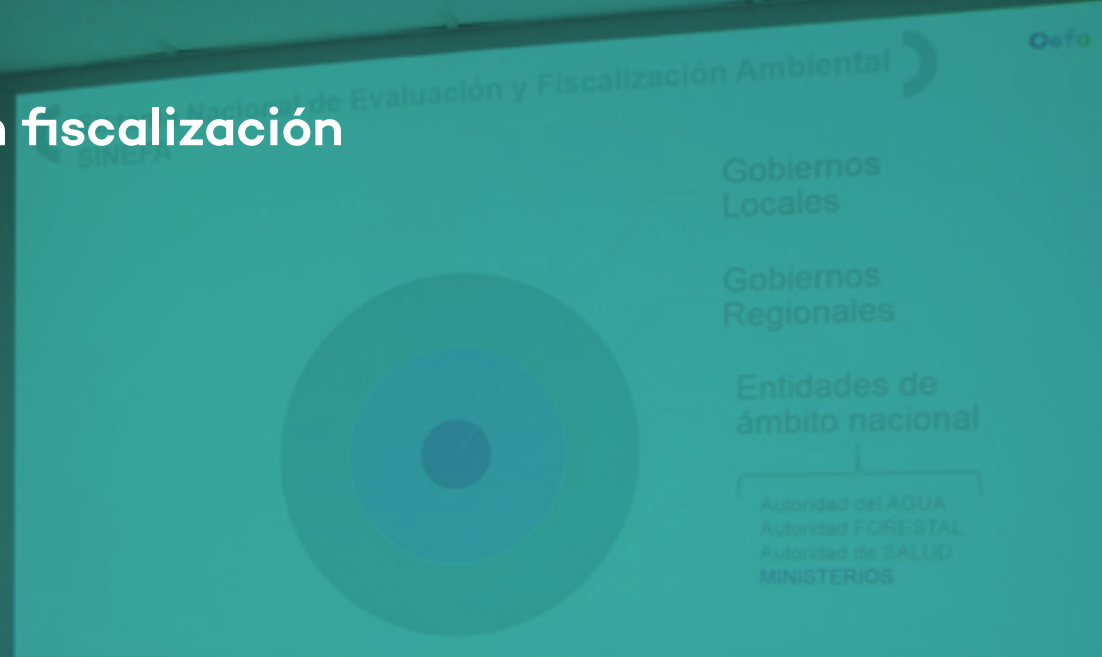 Oefa
Nacional de Evaluación y Fiscalización Ambiental
n fiscalización
SINEFA
Gobiernos
Locales
Gobiernos
Regionales
Entidades de
ámbito nacional
Autoridad del AGUA
Autoridad FORESTAL
Autoridad de SALUD
MINISTERIOS